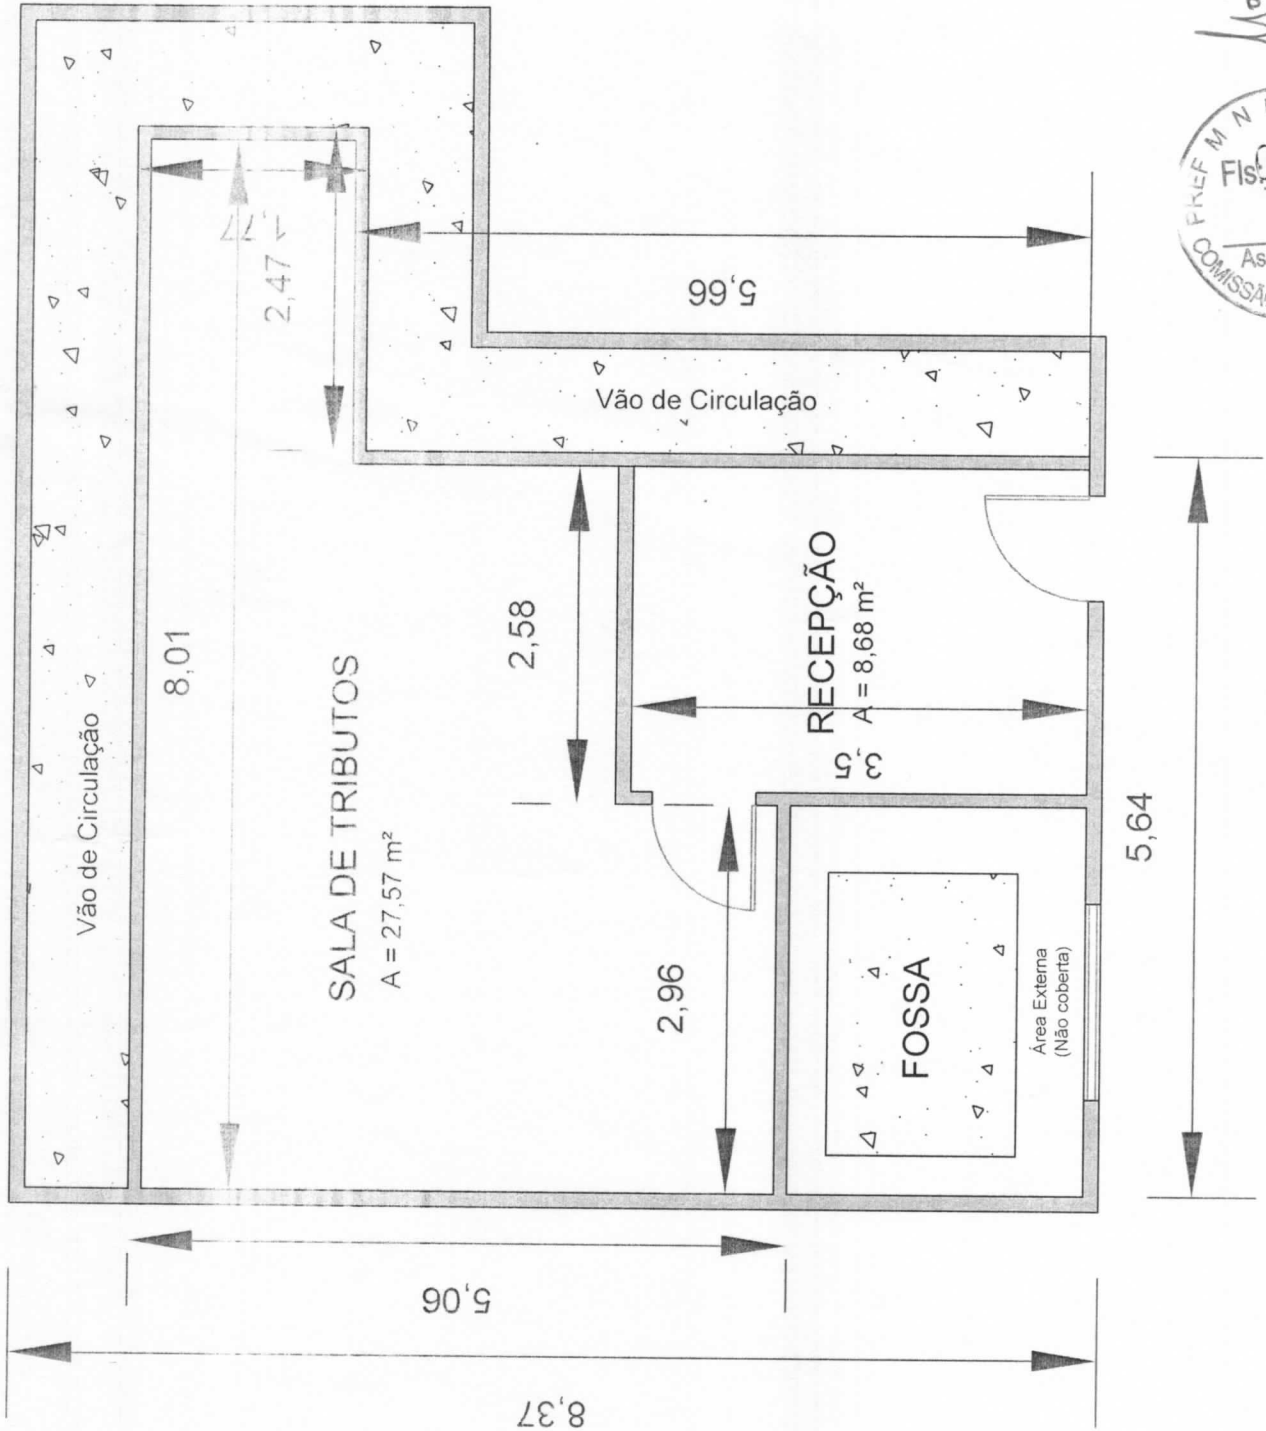 Vão de Circulação
8,01
1,77
2,47
5,66
Vão de Circulação
SALA DE TRIBUTOS
A = 27,57 m²
2,58
RECEPÇÃO
A = 8,68 m²
3,5
2,96
FOSSA
Área Externa
(Não coberta)
5,64
5,06
8,37
PREF M N
Fls
As
COMISSÃO